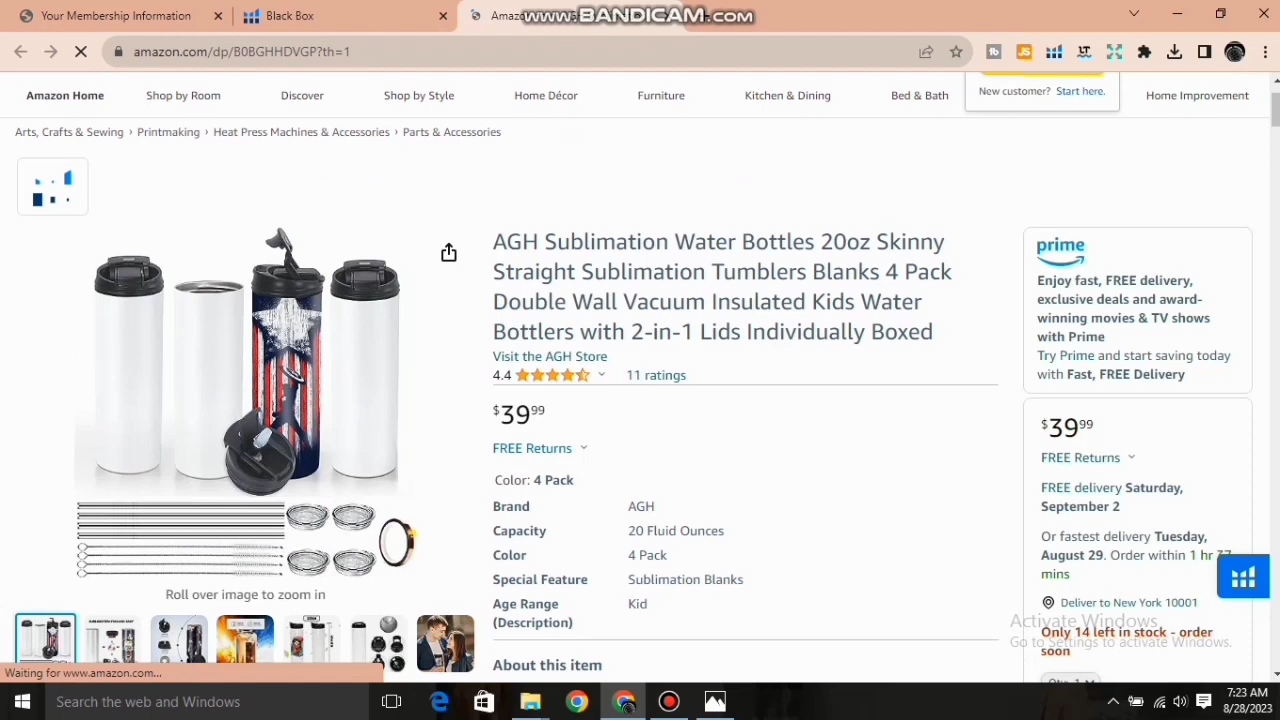 Your Membership Information
Black Box
Amazo
www.BANDICAM.com
amazon.com/dp/B0BGHHDVGP?th=1
Amazon Home
Shop by Room
Discover
Shop by Style
Home Décor
Furniture
Kitchen & Dining
Bed & Bath
New customer? Start here.
Home Improvement
Arts, Crafts & Sewing › Printmaking › Heat Press Machines & Accessories › Parts & Accessories
AGH Sublimation Water Bottles 20oz Skinny
Straight Sublimation Tumblers Blanks 4 Pack
Double Wall Vacuum Insulated Kids Water
Bottlers with 2-in-1 Lids Individually Boxed
Visit the AGH Store
4.4
11 ratings
$3999
FREE Returns
Color: 4 Pack
Brand AGH
Capacity 20 Fluid Ounces
Color 4 Pack
Special Feature Sublimation Blanks
Age Range Kid
(Description)
About this item
Roll over image to zoom in
prime
Enjoy fast, FREE delivery,
exclusive deals and award-
winning movies & TV shows
with Prime
Try Prime and start saving today
with Fast, FREE Delivery
$3999
FREE Returns
FREE delivery Saturday,
September 2
Or fastest delivery Tuesday,
August 29. Order within 1 hr 37
mins
Deliver to New York 10001
Only 14 left in stock - order
soon
Activate Windows
Go to Settings to activate Windows.
Waiting for www.amazon.com...
Search the web and Windows
7:23 AM
8/28/2023